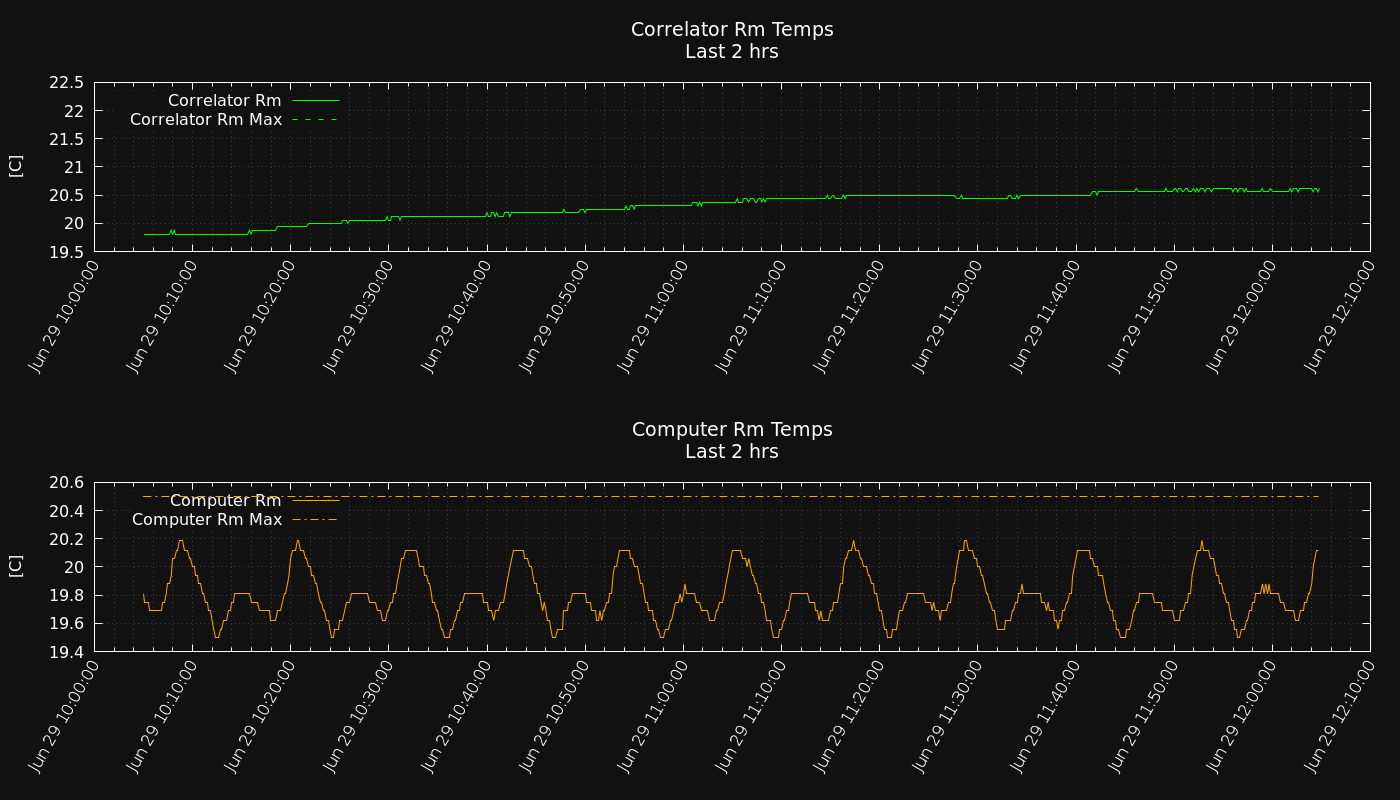 Correlator Rm Temps
Last 2 hrs
[C]
22.5
22
21.5
21
20.5
20
19.5
Correlator Rm
Correlator Rm Max
Jun 29 10:00:00
Jun 29 10:10:00
Jun 29 10:20:00
Jun 29 10:30:00
Jun 29 10:40:00
Jun 29 10:50:00
Jun 29 11:00:00
Jun 29 11:10:00
Jun 29 11:20:00
Jun 29 11:30:00
Jun 29 11:40:00
Jun 29 11:50:00
Jun 29 12:00:00
Jun 29 12:10:00
Computer Rm Temps
Last 2 hrs
[C]
20.6
20.4
20.2
20
19.8
19.6
19.4
Computer Rm
Computer Rm Max
Jun 29 10:00:00
Jun 29 10:10:00
Jun 29 10:20:00
Jun 29 10:30:00
Jun 29 10:40:00
Jun 29 10:50:00
Jun 29 11:00:00
Jun 29 11:10:00
Jun 29 11:20:00
Jun 29 11:30:00
Jun 29 11:40:00
Jun 29 11:50:00
Jun 29 12:00:00
Jun 29 12:10:00